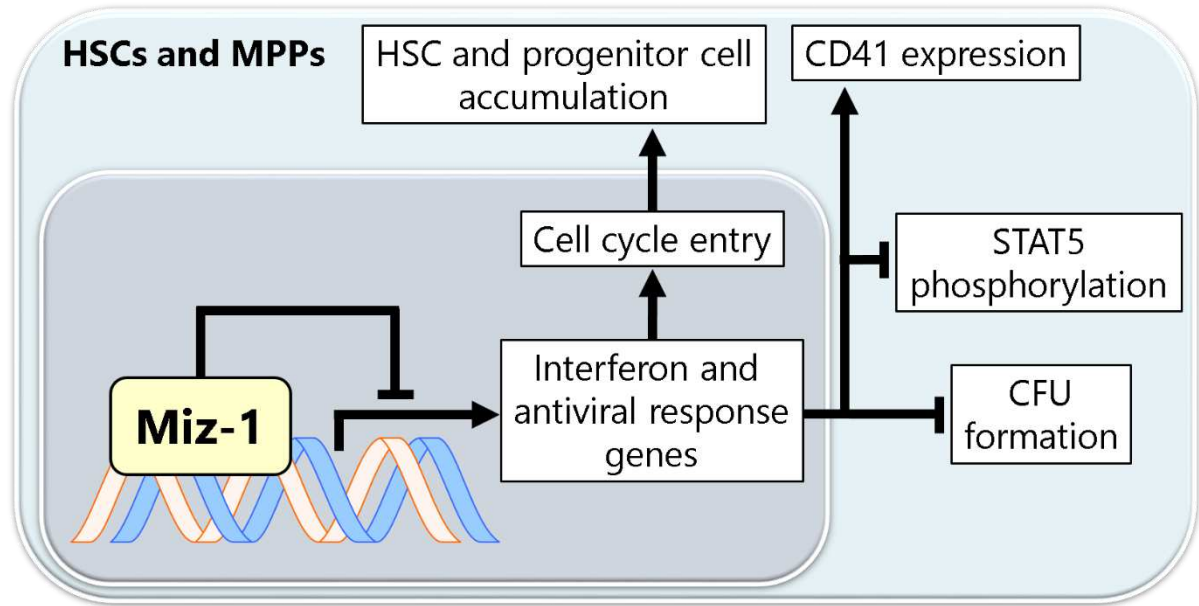 HSCs and MPPs
HSC and progenitor cell
accumulation
CD41 expression
Cell cycle entry
STAT5
phosphorylation
Miz-1
Interferon and
antiviral response
genes
CFU
formation